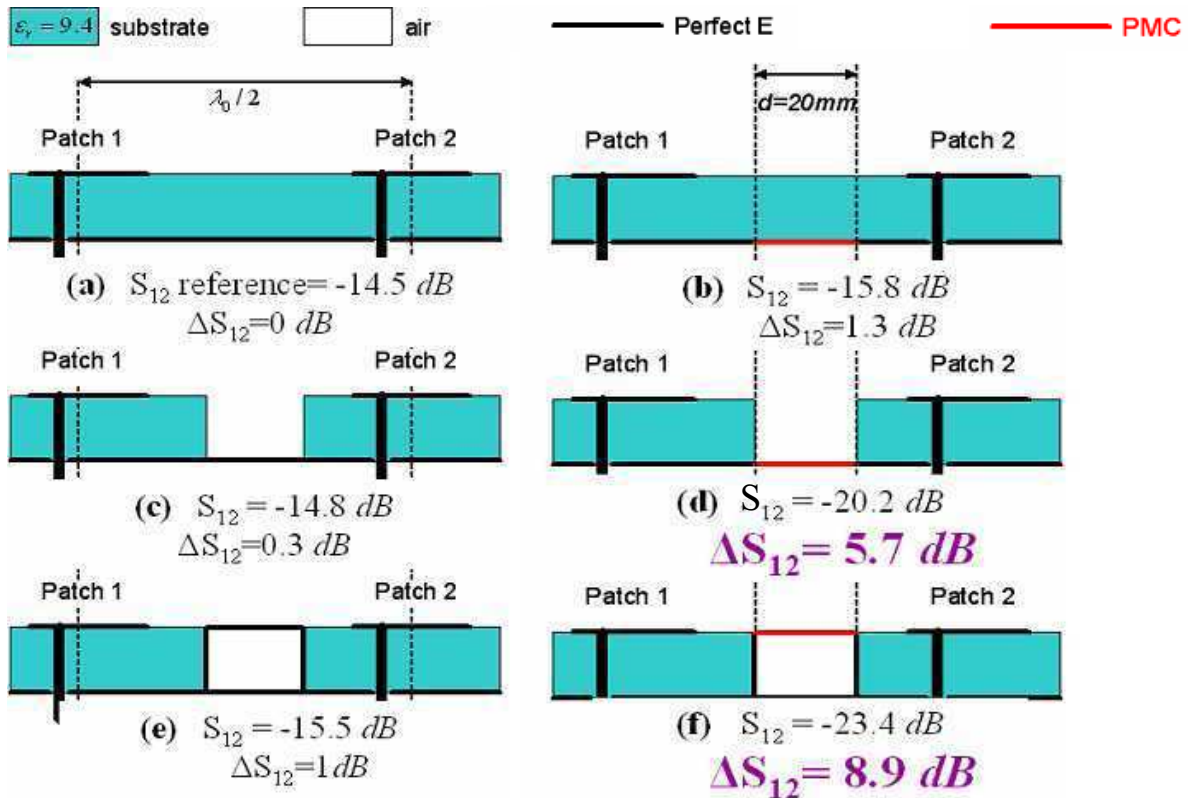 εᵣ = 9.4 substrate air Perfect E PMC
λ₀/2
d=20mm
Patch 1 Patch 2
Patch 1 Patch 2
(a) S₁₂ reference= -14.5 dB
ΔS₁₂=0 dB
(b) S₁₂ = -15.8 dB
ΔS₁₂=1.3 dB
Patch 1 Patch 2
Patch 1 Patch 2
(c) S₁₂ = -14.8 dB
ΔS₁₂=0.3 dB
(d) S₁₂ = -20.2 dB
ΔS₁₂= 5.7 dB
Patch 1 Patch 2
Patch 1 Patch 2
(e) S₁₂ = -15.5 dB
ΔS₁₂=1dB
(f) S₁₂ = -23.4 dB
ΔS₁₂= 8.9 dB